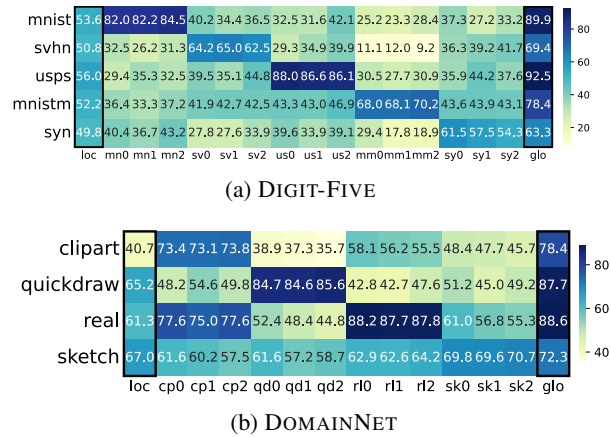 mnist 53.6 82.0 82.2 84.5 40.2 34.4 36.5 32.5 31.6 42.1 25.2 23.3 28.4 37.3 27.2 33.2 89.9
svhn 50.8 32.5 26.2 31.3 64.2 65.0 62.5 29.3 34.9 39.9 11.1 12.0 9.2 36.3 39.2 41.7 69.4
usps 56.0 29.4 35.3 32.5 39.5 35.1 44.8 88.0 86.6 86.1 30.5 27.7 30.9 35.9 44.2 37.6 92.5
mnistm 52.2 36.4 33.3 37.2 41.9 42.7 42.5 43.3 43.0 46.9 68.0 68.1 70.2 43.6 43.9 43.1 78.4
syn 49.8 40.4 36.7 43.2 27.8 27.6 33.9 39.6 33.9 39.1 29.4 17.8 18.9 61.5 57.5 54.3 63.3
loc mn0 mn1 mn2 sv0 sv1 sv2 us0 us1 us2 mm0 mm1 mm2 sy0 sy1 sy2 glo
80
60
40
20
(a) DIGIT-FIVE
clipart 40.7 73.4 73.1 73.8 38.9 37.3 35.7 58.1 56.2 55.5 48.4 47.7 45.7 78.4
quickdraw 65.2 48.2 54.6 49.8 84.7 84.6 85.6 42.8 42.7 47.6 51.2 45.0 49.2 87.7
real 61.3 77.6 75.0 77.6 52.4 48.4 44.8 88.2 87.7 87.8 61.0 56.8 55.3 88.6
sketch 67.0 61.6 60.2 57.5 61.6 57.2 58.7 62.9 62.6 64.2 69.8 69.6 70.7 72.3
loc cp0 cp1 cp2 qd0 qd1 qd2 rl0 rl1 rl2 sk0 sk1 sk2 glo
80
60
40
(b) DOMAINNET